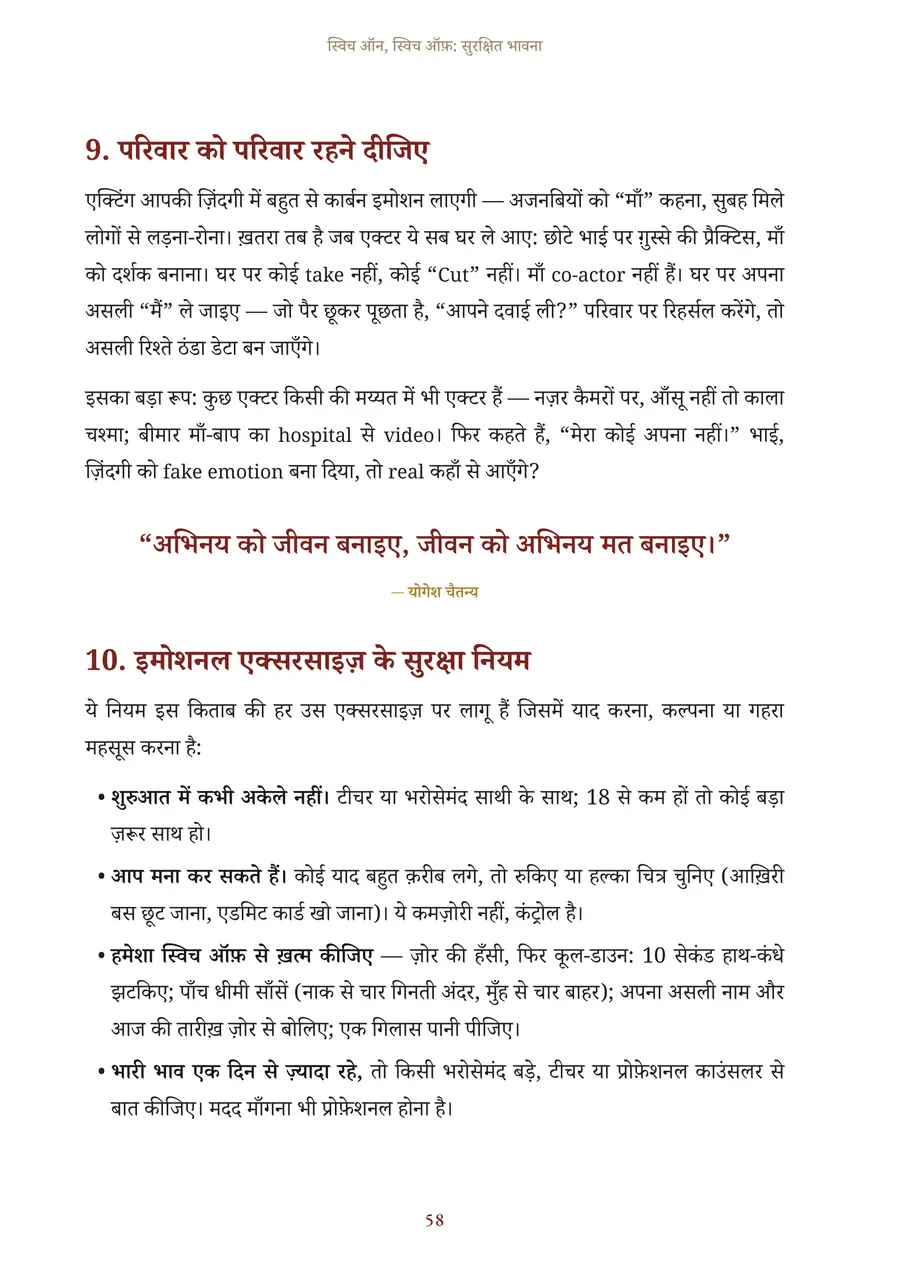 स्विच ऑन, स्विच ऑफ़: सुरक्षित भावना
9. परिवार को परिवार रहने दीजिए
एक्टिंग आपकी ज़िंदगी में बहुत से कार्बन इमोशन लाएगी — अजनबियों को “माँ” कहना, सुबह मिले
लोगों से लड़ना-रोना। ख़तरा तब है जब एक्टर ये सब घर ले आए: छोटे भाई पर ग़ुस्से की प्रैक्टिस, माँ
को दर्शक बनाना। घर पर कोई take नहीं, कोई “Cut” नहीं। माँ co-actor नहीं हैं। घर पर अपना
असली “मैं” ले जाइए — जो पैर छूकर पूछता है, “आपने दवाई ली?” परिवार पर रिहर्सल करेंगे, तो
असली रिश्ते ठंडा डेटा बन जाएँगे।
इसका बड़ा रूप: कुछ एक्टर किसी की मय्यत में भी एक्टर हैं — नज़र कैमरों पर, आँसू नहीं तो काला
चश्मा; बीमार माँ-बाप का hospital से video। फिर कहते हैं, “मेरा कोई अपना नहीं।” भाई,
ज़िंदगी को fake emotion बना दिया, तो real कहाँ से आएँगे?
“अभिनय को जीवन बनाइए, जीवन को अभिनय मत बनाइए।”
— योगेश चैतन्य
10. इमोशनल एक्सरसाइज़ के सुरक्षा नियम
ये नियम इस किताब की हर उस एक्सरसाइज़ पर लागू हैं जिसमें याद करना, कल्पना या गहरा
महसूस करना है:
• शुरुआत में कभी अकेले नहीं। टीचर या भरोसेमंद साथी के साथ; 18 से कम हों तो कोई बड़ा
ज़रूर साथ हो।
• आप मना कर सकते हैं। कोई याद बहुत क़रीब लगे, तो रुकिए या हल्का चित्र चुनिए (आख़िरी
बस छूट जाना, एडमिट कार्ड खो जाना)। ये कमज़ोरी नहीं, कंट्रोल है।
• हमेशा स्विच ऑफ़ से ख़त्म कीजिए — ज़ोर की हँसी, फिर कूल-डाउन: 10 सेकंड हाथ-कंधे
झटकिए; पाँच धीमी साँसें (नाक से चार गिनती अंदर, मुँह से चार बाहर); अपना असली नाम और
आज की तारीख़ ज़ोर से बोलिए; एक गिलास पानी पीजिए।
• भारी भाव एक दिन से ज़्यादा रहे, तो किसी भरोसेमंद बड़े, टीचर या प्रोफ़ेशनल काउंसलर से
बात कीजिए। मदद माँगना भी प्रोफ़ेशनल होना है।
58